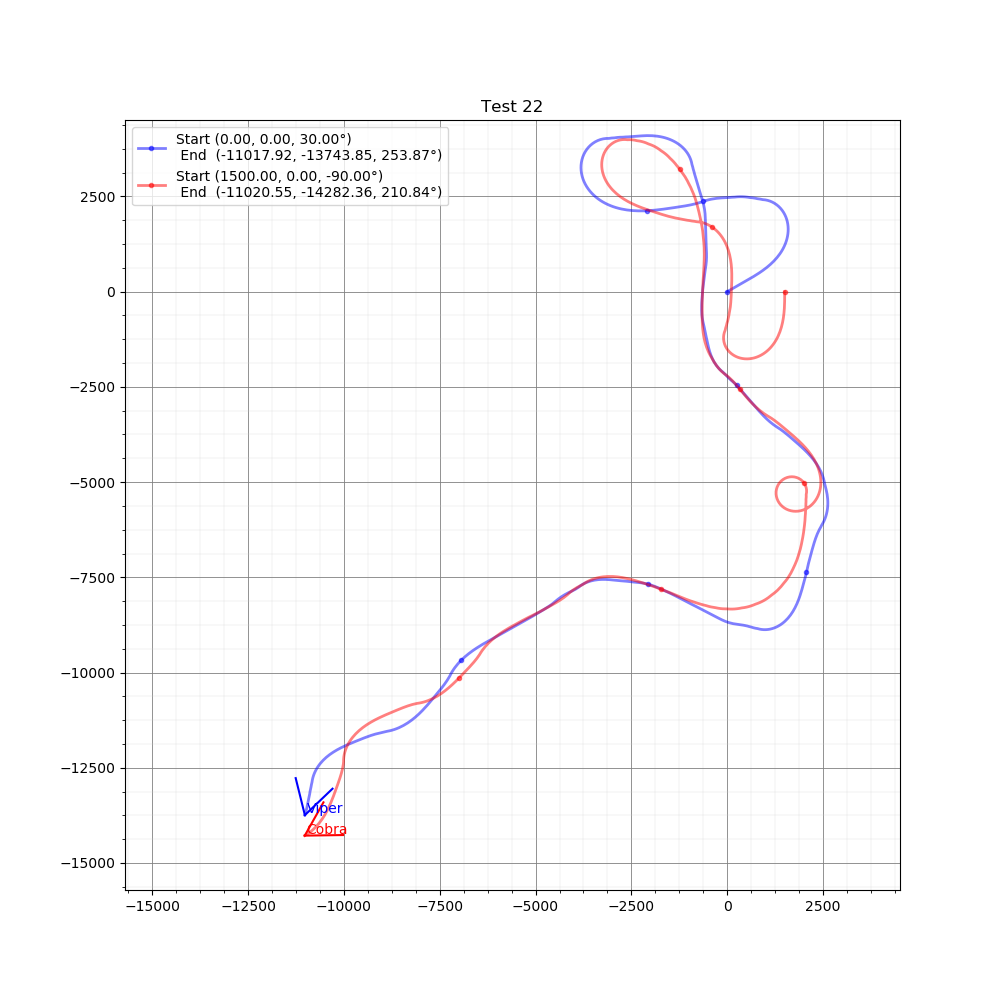 Test 22
Start (0.00, 0.00, 30.00°)
End (-11017.92, -13743.85, 253.87°)
Start (1500.00, 0.00, -90.00°)
End (-11020.55, -14282.36, 210.84°)
2500
0
−2500
−5000
−7500
−10000
−12500
−15000
Viper
Cobra
−15000 −12500 −10000 −7500 −5000 −2500 0 2500